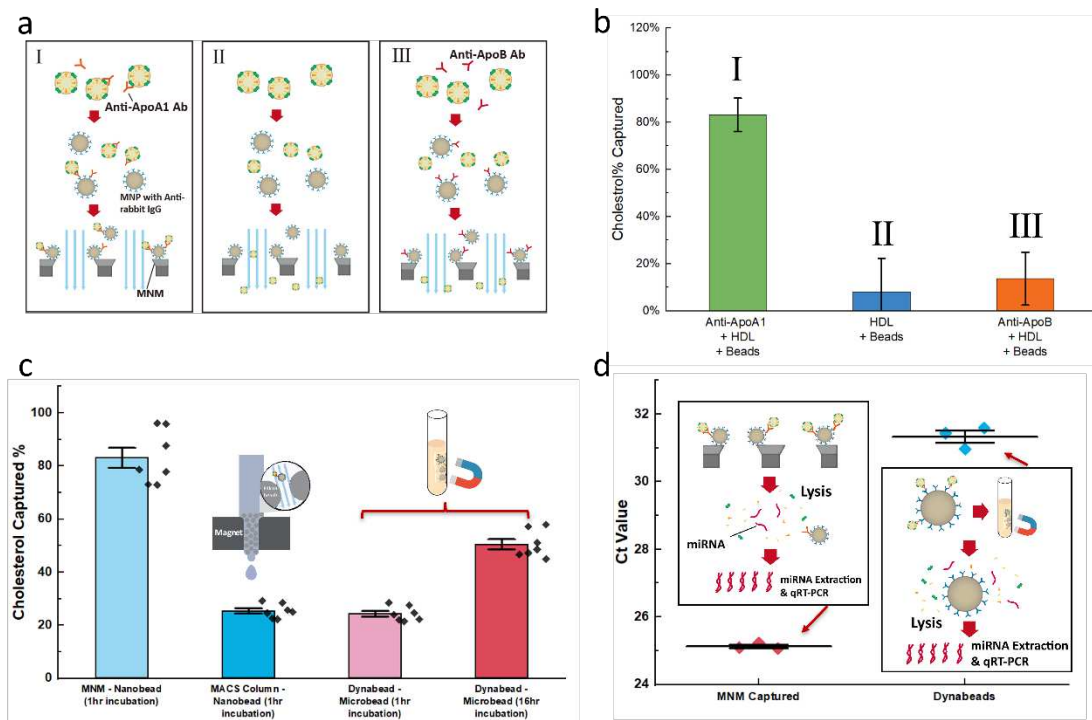 a
I
Anti-ApoA1 Ab
MNP with Anti-
rabbit IgG
MNM
II
III
Anti-ApoB Ab
b
Cholestrol% Captured
120%
100%
80%
60%
40%
20%
0%
I
II
III
Anti-ApoA1
+ HDL
+ Beads
HDL
+ Beads
Anti-ApoB
+ HDL
+ Beads
c
Cholesterol Captured %
100
80
60
40
20
0
Magnet
MNM - Nanobead
(1hr incubation)
MACS Column -
Nanobead (1hr
incubation)
Dynabead -
Microbead (1hr
incubation)
Dynabead -
Microbead (16hr
incubation)
d
Ct Value
32
30
28
26
24
Lysis
miRNA
miRNA Extraction
& qRT-PCR
Lysis
miRNA Extraction
& qRT-PCR
MNM Captured
Dynabeads